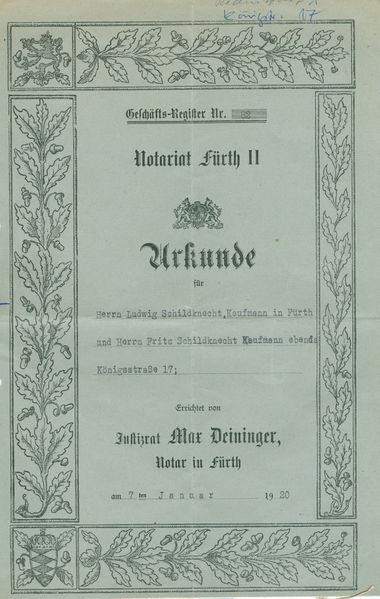 Königstr. 17
Geschäfts-Register Nr. 82
Notariat Fürth II
Urkunde
für
Herrn Ludwig Schildknecht, Kaufmann in Fürth
und Herrn Fritz Schildknecht Kaufmann ebenda
Königsstraße 17;
Errichtet von
Justizrat Max Deininger,
Notar in Fürth
am 7ten Januar 1920